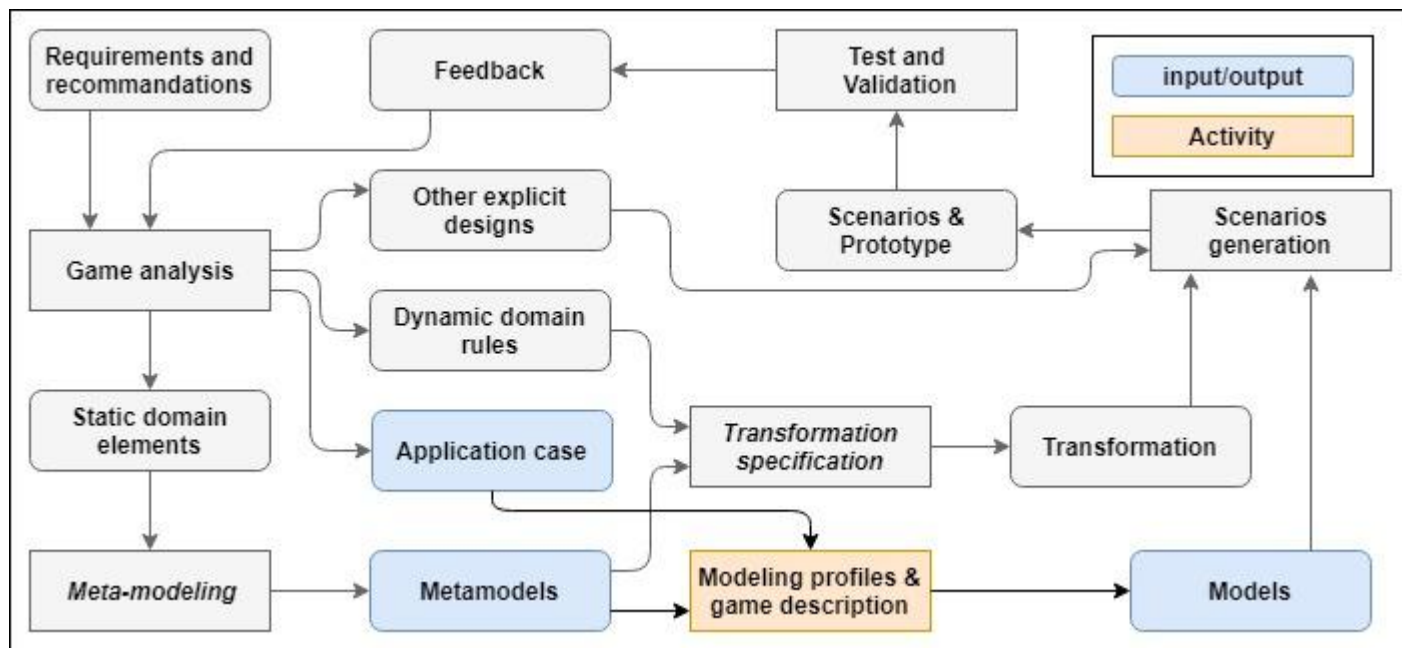 Requirements and
recommandations
Feedback
Test and
Validation
input/output
Activity
Other explicit
designs
Scenarios &
Prototype
Scenarios
generation
Game analysis
Dynamic domain
rules
Static domain
elements
Application case
Transformation
specification
Transformation
Meta-modeling
Metamodels
Modeling profiles &
game description
Models